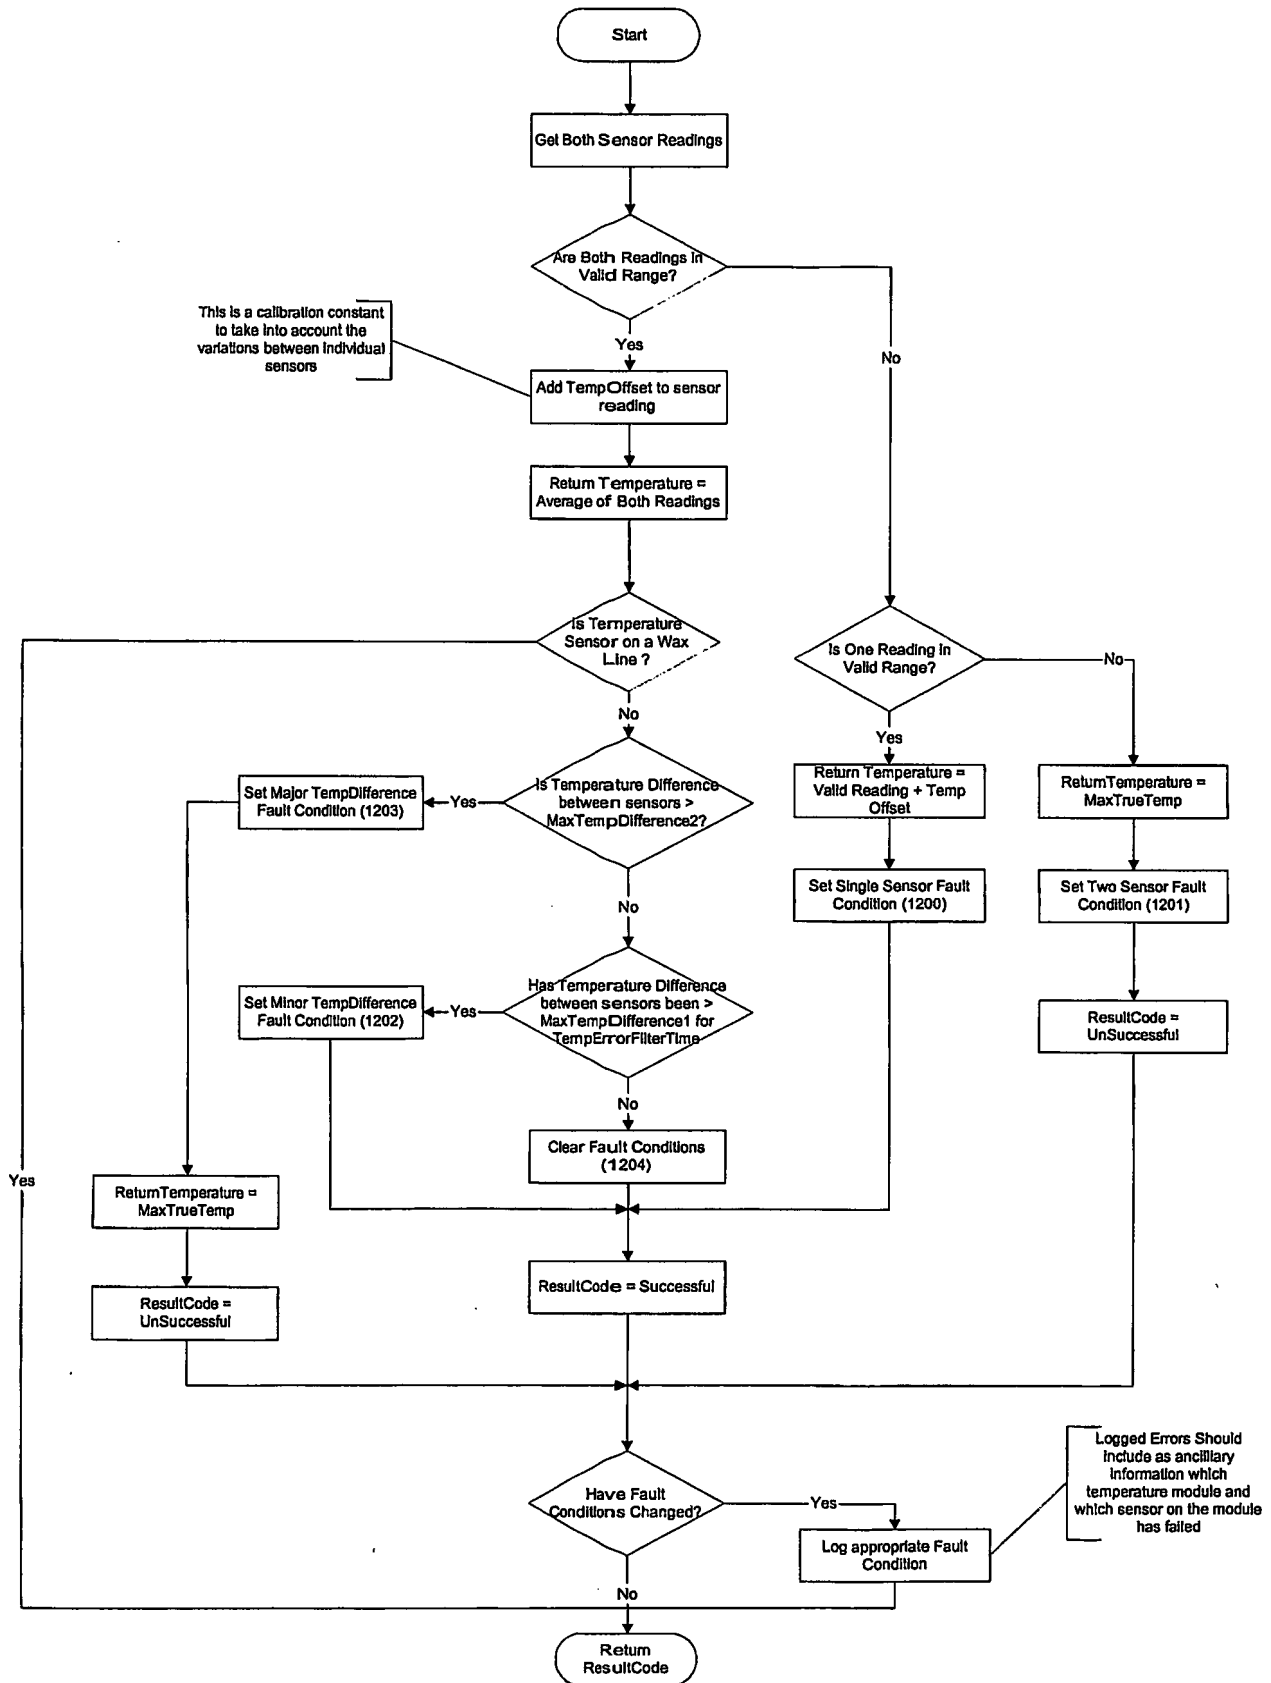 Start
Get Both Sensor Readings
Are Both Readings In
Valid Range?
This is a calibration constant
to take into account the
variations between individual
sensors
Yes
No
Add TempOffset to sensor
reading
Return Temperature =
Average of Both Readings
Is Temperature
Sensor on a Wax
Line ?
Is One Reading In
Valid Range?
No
No
Yes
Set Major TempDifference
Fault Condition (1203)
Yes
Is Temperature Difference
between sensors >
MaxTempDifference2?
Return Temperature =
Valid Reading + Temp
Offset
ReturnTemperature =
MaxTrueTemp
Set Single Sensor Fault
Condition (1200)
Set Two Sensor Fault
Condition (1201)
No
Set Minor TempDifference
Fault Condition (1202)
Yes
Has Temperature Difference
between sensors been >
MaxTempDifference1 for
TempErrorFilterTime
ResultCode =
UnSuccessful
No
Clear Fault Conditions
(1204)
Yes
ReturnTemperature =
MaxTrueTemp
ResultCode = Successful
ResultCode =
UnSuccessful
Logged Errors Should
include as ancilliary
information which
temperature module and
which sensor on the module
has failed
Have Fault
Conditions Changed?
Yes
Log appropriate Fault
Condition
No
Return
ResultCode